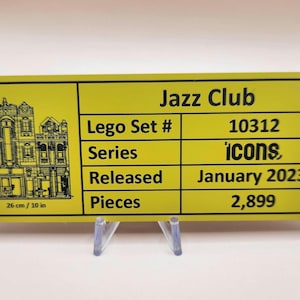 Jazz Club
Lego Set # 10312
Series ICONS
Released January 2023
Pieces 2,899
26 cm / 10 in